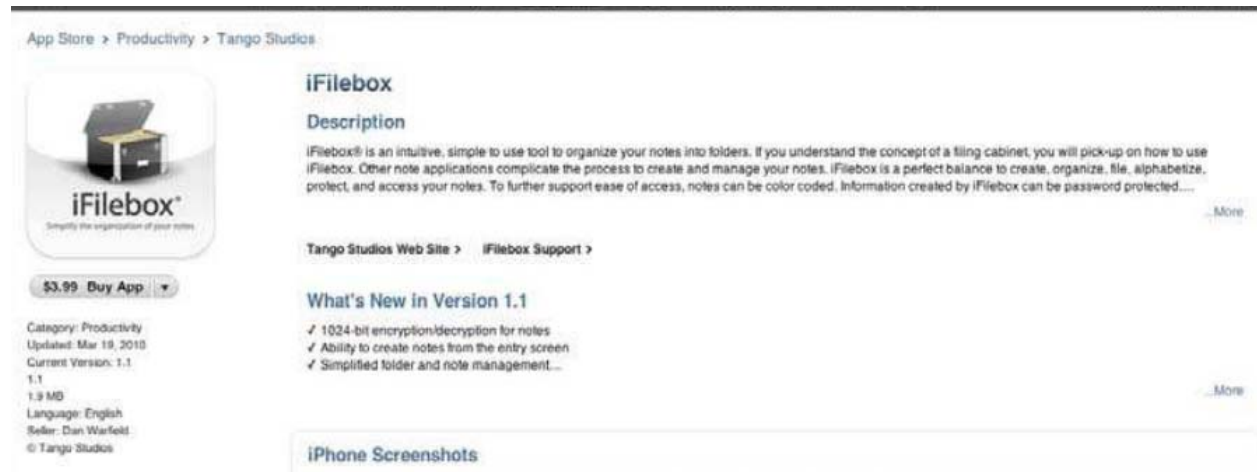 App Store > Productivity > Tango Studios
iFilebox
Simplify the organization of your notes
$3.99 Buy App
Category: Productivity
Updated: Mar 19, 2010
Current Version: 1.1
1.1
1.9 MB
Language: English
Seller: Dan Warfield
© Tango Studios
iFilebox
Description
iFilebox® is an intuitive, simple to use tool to organize your notes into folders. If you understand the concept of a filing cabinet, you will pick-up on how to use
iFilebox. Other note applications complicate the process to create and manage your notes. iFilebox is a perfect balance to create, organize, file, alphabetize,
protect, and access your notes. To further support ease of access, notes can be color coded. Information created by iFilebox can be password protected....
...More
Tango Studios Web Site > iFilebox Support >
What's New in Version 1.1
✓ 1024-bit encryption/decryption for notes
✓ Ability to create notes from the entry screen
✓ Simplified folder and note management...
...More
iPhone Screenshots